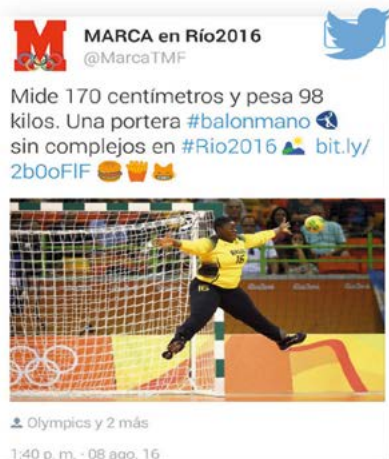 MARCA en Río2016
@MarcaTMF
Mide 170 centímetros y pesa 98
kilos. Una portera #balonmano
sin complejos en #Rio2016 bit.ly/
2b0oFlF
16
Olympics y 2 más
1:40 p. m. · 08 ago. 16